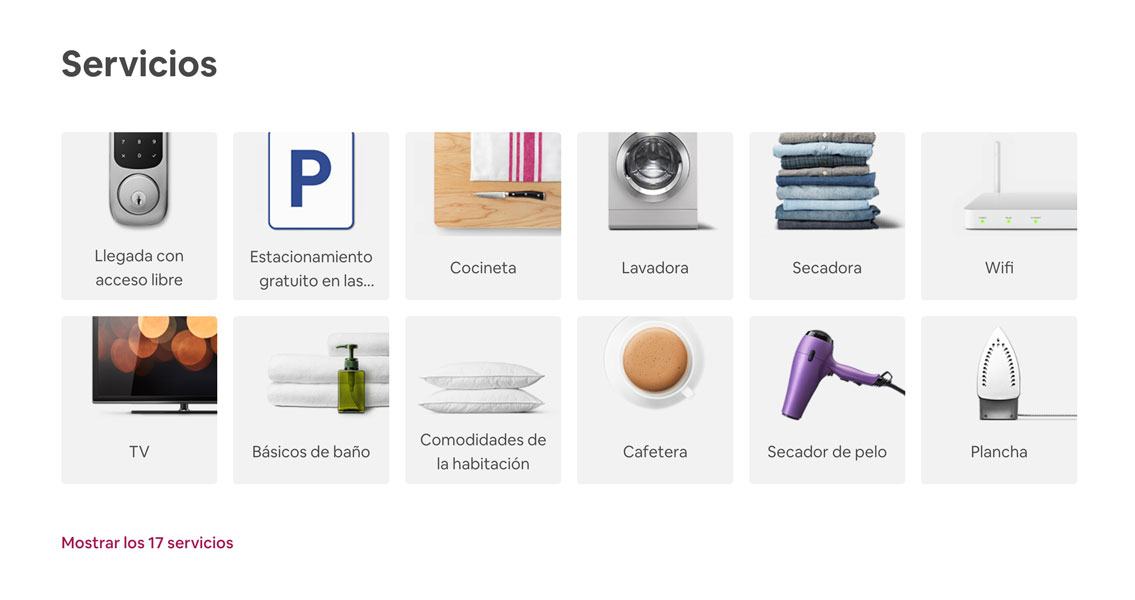 Servicios
Llegada con
acceso libre
P
Estacionamiento
gratuito en las...
Cocineta
Lavadora
Secadora
Wifi
TV
Básicos de baño
Comodidades de
la habitación
Cafetera
Secador de pelo
Plancha
Mostrar los 17 servicios